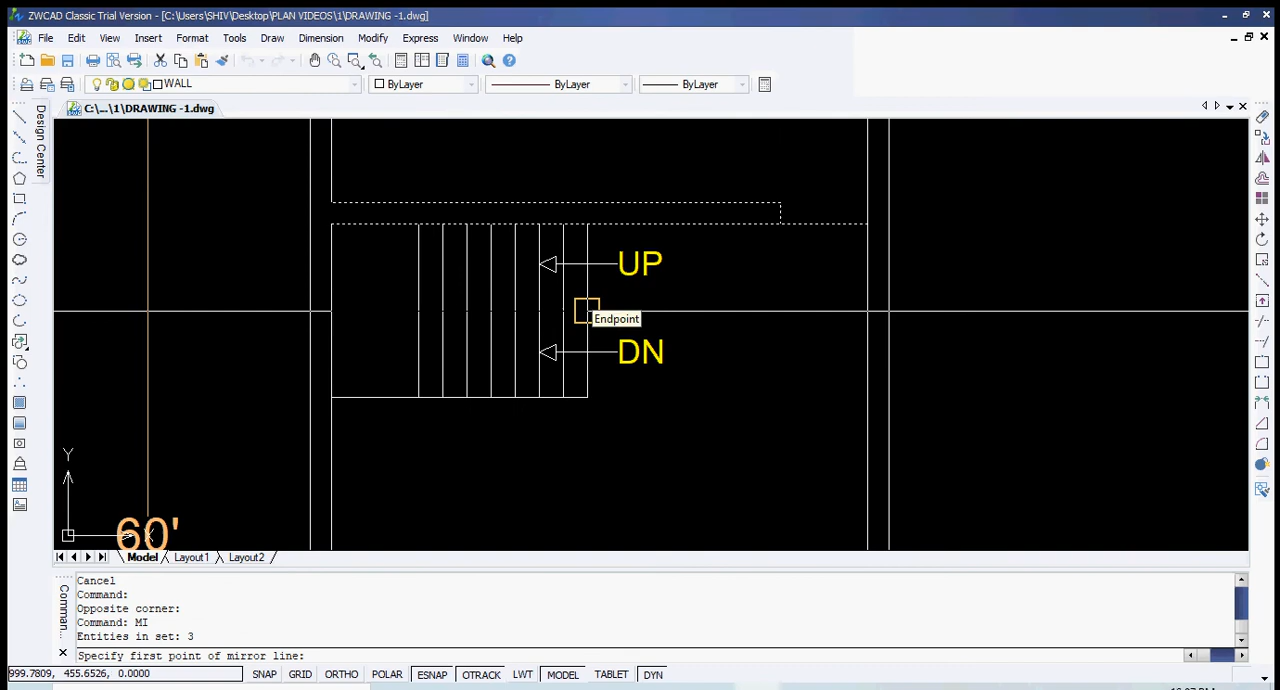 ZWCAD Classic Trial Version - [C:\Users\SHIV\Desktop\PLAN VIDEOS\1\DRAWING -1.dwg]
File Edit View Insert Format Tools Draw Dimension Modify Express Window Help
WALL ByLayer ByLayer ByLayer
C:\...\1\DRAWING -1.dwg
Design Center
UP
Endpoint
DN
Y
60'
X
Model Layout1 Layout2
Cancel
Command:
Opposite corner:
Command: MI
Entities in set: 3
Comman...
Specify first point of mirror line:
999.7809, 455.6526, 0.0000 SNAP GRID ORTHO POLAR ESNAP OTRACK LWT MODEL TABLET DYN